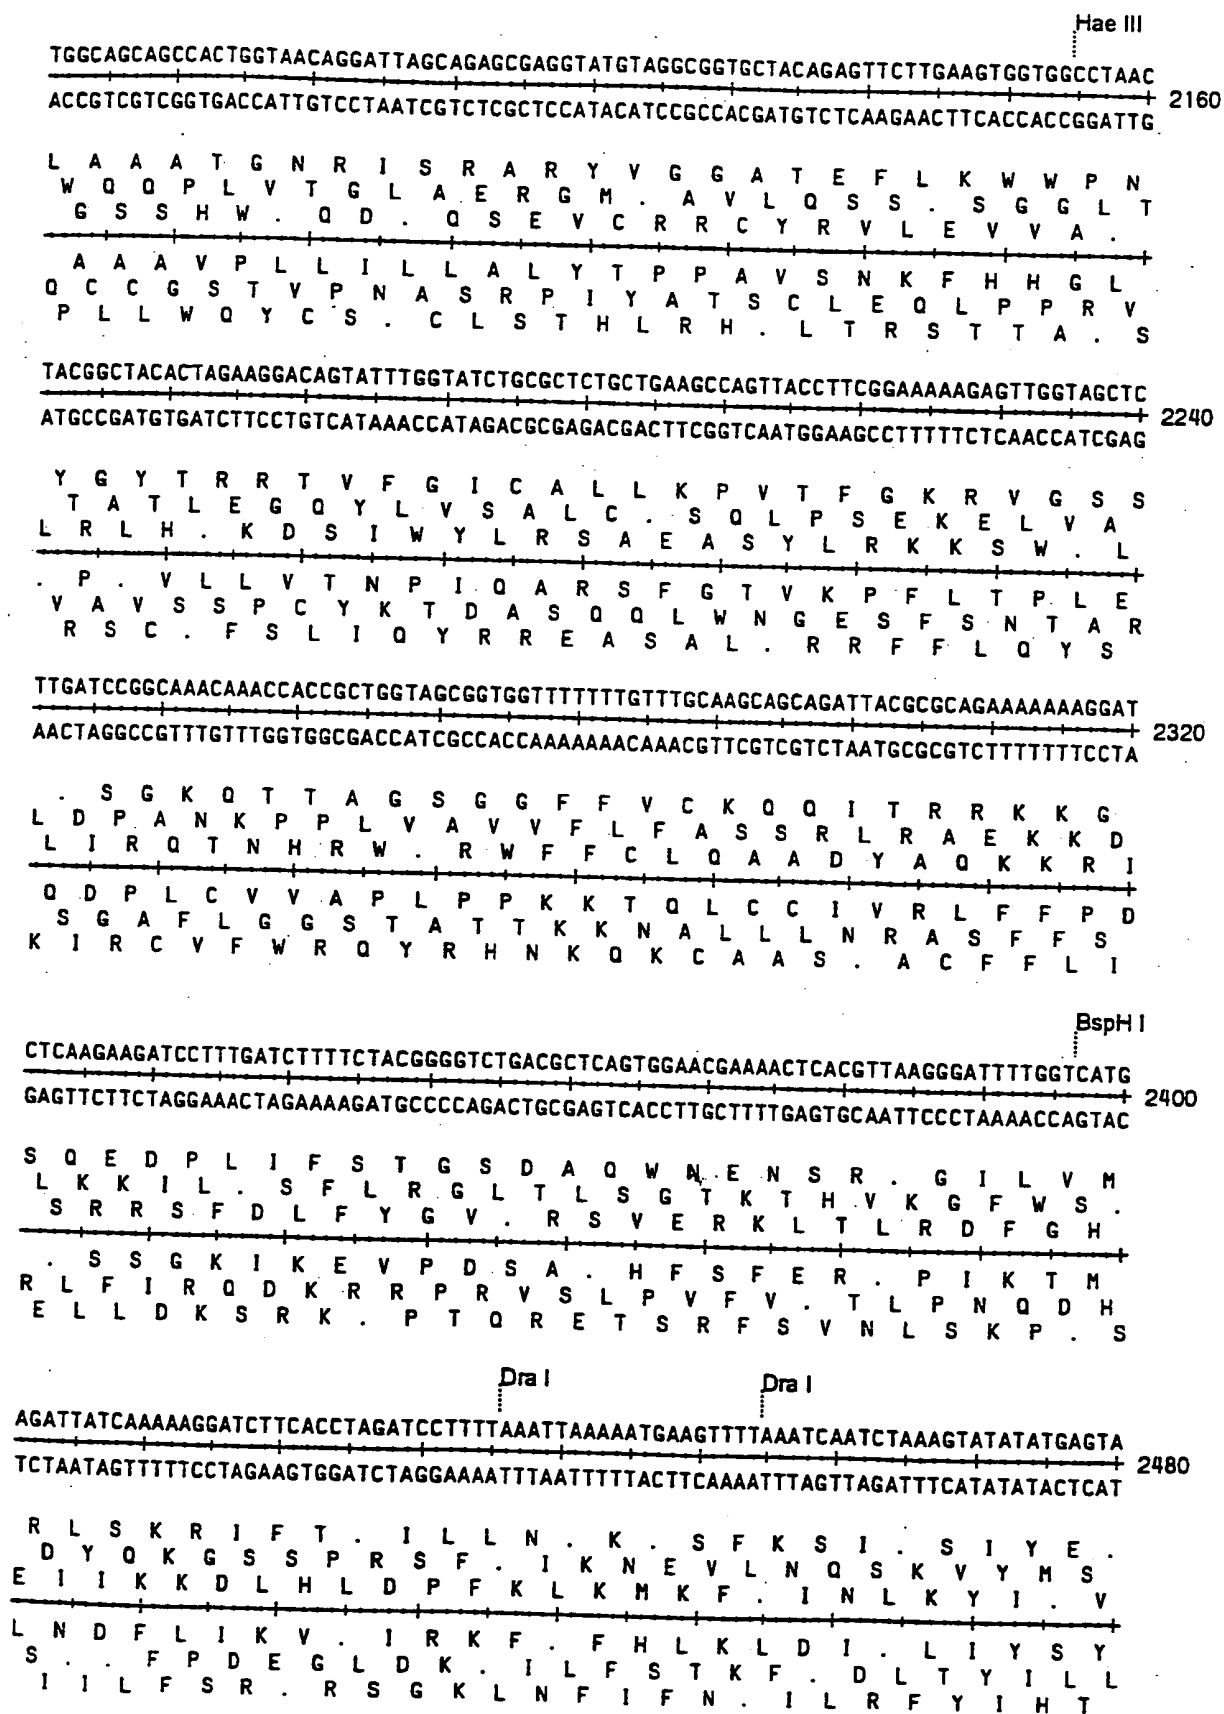 Hae III
TGGCAGCAGCCACTGGTAACAGGATTAGCAGAGCGAGGTATGTAGGCGGTGCTACAGAGTTCTTGAAGTGGTGGCCTAAC
2160
ACCGTCGTCGGTGACCATTGTCCTAATCGTCTCGCTCCATACATCCGCCACGATGTCTCAAGAACTTCACCACCGGATTG
L A A A T G N R I S R A R Y V G G A T E F L K W W P N
W Q Q P L V T G L A E R G M . A V L Q S S . S G G L T
G S S H W . Q D . Q S E V C R R C Y R V L E V V A .
A A A V P L L I L L A L Y T P P A V S N K F H H G L
Q C C G S T V P N A S R P I Y A T S C L E Q L P P R V
P L L W Q Y C S . C L S T H L R H . L T R S T T A . S
TACGGCTACACTAGAAGGACAGTATTTGGTATCTGCGCTCTGCTGAAGCCAGTTACCTTCGGAAAAAGAGTTGGTAGCTC
2240
ATGCCGATGTGATCTTCCTGTCATAAACCATAGACGCGAGACGACTTCGGTCAATGGAAGCCTTTTTCTCAACCATCGAG
Y G Y T R R T V F G I C A L L K P V T F G K R V G S S
T A T L E G Q Y L V S A L C . S Q L P S E K E L V A
L R L H . K D S I W Y L R S A E A S Y L R K K S W . L
. P . V L L V T N P I Q A R S F G T V K P F L T P L E
V A V S S P C Y K T D A S Q Q L W N G E S F S N T A R
R S C . F S L I Q Y R R E A S A L . R R F F L Q Y S
TTGATCCGGCAAACAAACCACCGCTGGTAGCGGTGGTTTTTTTGTTTGCAAGCAGCAGATTACGCGCAGAAAAAAAGGAT
2320
AACTAGGCCGTTTGTTTGGTGGCGACCATCGCCACCAAAAAAACAAACGTTCGTCGTCTAATGCGCGTCTTTTTTTCCTA
. S G K Q T T A G S G G F F V C K Q Q I T R R K K G
L D P A N K P P L V A V V F L F A S S R L R A E K K D
L I R Q T N H R W . R W F F C L Q A A D Y A Q K K R I
Q D P L C V V A P L P P K K T Q L C C I V R L F F P D
S G A F L G G S T A T T K K N A L L L N R A S F F S
K I R C V F W R Q Y R H N K Q K C A A S . A C F F L I
BspH I
CTCAAGAAGATCCTTTGATCTTTTCTACGGGGTCTGACGCTCAGTGGAACGAAAACTCACGTTAAGGGATTTTGGTCATG
2400
GAGTTCTTCTAGGAAACTAGAAAAGATGCCCCAGACTGCGAGTCACCTTGCTTTTGAGTGCAATTCCCTAAAACCAGTAC
S Q E D P L I F S T G S D A Q W N E N S R . G I L V M
L K K I L . S F L R G L T L S G T K T H V K G F W S .
S R R S F D L F Y G V . R S V E R K L T L R D F G H
. S S G K I K E V P D S A . H F S F E R . P I K T M
R L F I R Q D K R R P R V S L P V F V . T L P N Q D H
E L L D K S R K . P T Q R E T S R F S V N L S K P . S
Dra I Dra I
AGATTATCAAAAAGGATCTTCACCTAGATCCTTTTAAATTAAAAATGAAGTTTTAAATCAATCTAAAGTATATATGAGTA
2480
TCTAATAGTTTTTCCTAGAAGTGGATCTAGGAAAATTTAATTTTTACTTCAAAATTTAGTTAGATTTCATATATACTCAT
R L S K R I F T . I L L N . K . S F K S I . S I Y E .
D Y Q K G S S P R S F . I K N E V L N Q S K V Y M S
E I I K K D L H L D P F K L K M K F . I N L K Y I . V
L N D F L I K V . I R K F . F H L K L D I . L I Y S Y
S . . F P D E G L D K . I L F S T K F . D L T Y I L L
I I L F S R . R S G K L N F I F N . I L R F Y I H T